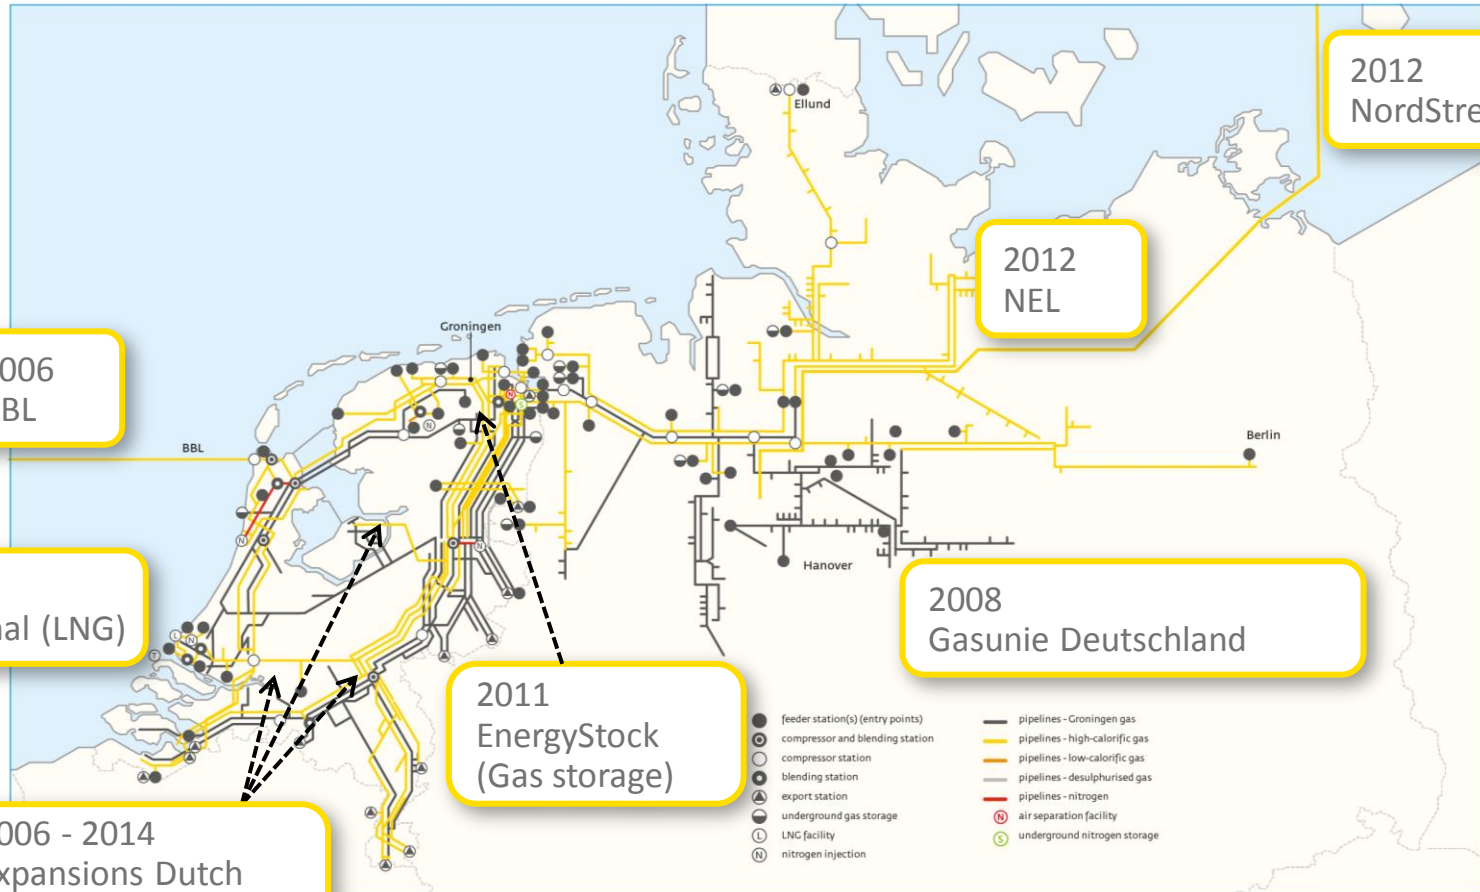 Ellund
2012
NordStre
2012
NEL
Groningen
006
BL
BBL
Berlin
Hanover
nal (LNG)
2008
Gasunie Deutschland
2011
EnergyStock
(Gas storage)
006 - 2014
xpansions Dutch
feeder station(s) (entry points)
compressor and blending station
compressor station
blending station
export station
underground gas storage
L LNG facility
N nitrogen injection
pipelines - Groningen gas
pipelines - high-calorific gas
pipelines - low-calorific gas
pipelines - desulphurised gas
pipelines - nitrogen
N air separation facility
S underground nitrogen storage
N
S
N
N
N
L
N
T